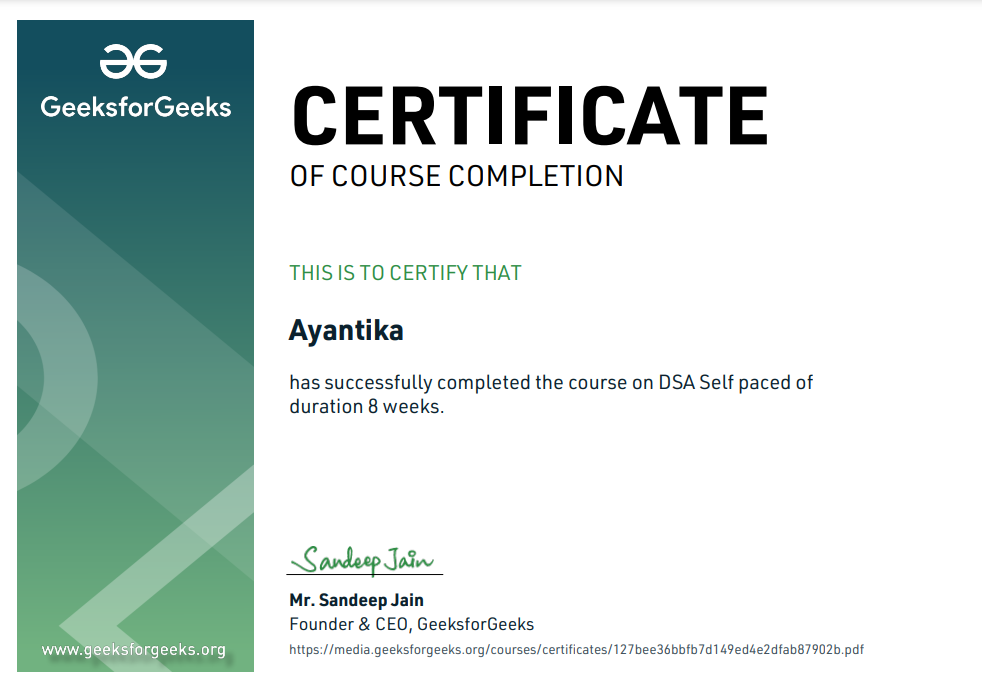 GeeksforGeeks
CERTIFICATE
OF COURSE COMPLETION
THIS IS TO CERTIFY THAT
Ayantika
has successfully completed the course on DSA Self paced of
duration 8 weeks.
Sandeep Jain
Mr. Sandeep Jain
Founder & CEO, GeeksforGeeks
https://media.geeksforgeeks.org/courses/certificates/127bee36bbfb7d149ed4e2dfab87902b.pdf
www.geeksforgeeks.org